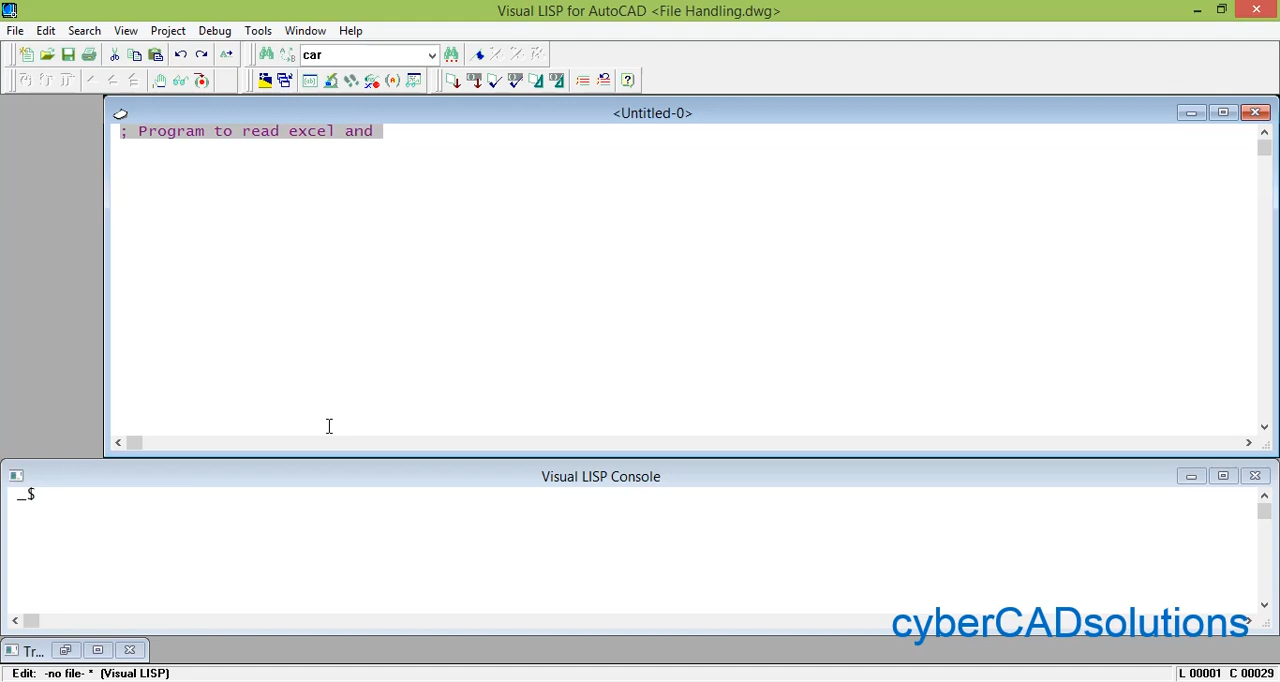 Visual LISP for AutoCAD <File Handling.dwg>
File Edit Search View Project Debug Tools Window Help
car
<Untitled-0>
; Program to read excel and
Visual LISP Console
_$
cyberCADsolutions
Tr...
Edit: -no file- * (Visual LISP) L 00001 C 00029